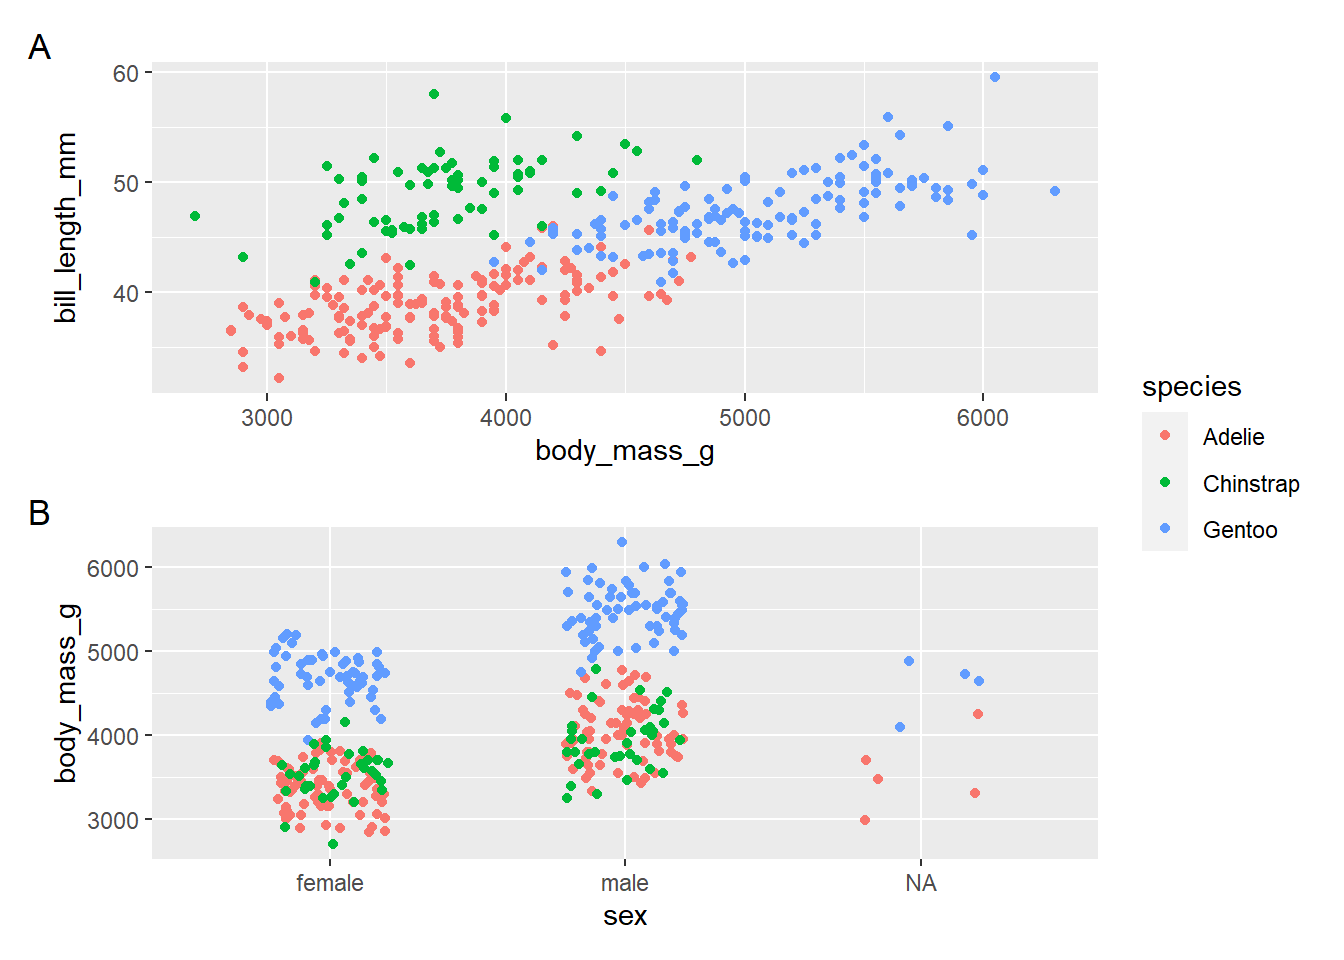 A
bill_length_mm
60
50
40
3000 4000 5000 6000
body_mass_g
species
Adelie
Chinstrap
Gentoo
B
body_mass_g
6000
5000
4000
3000
female male NA
sex